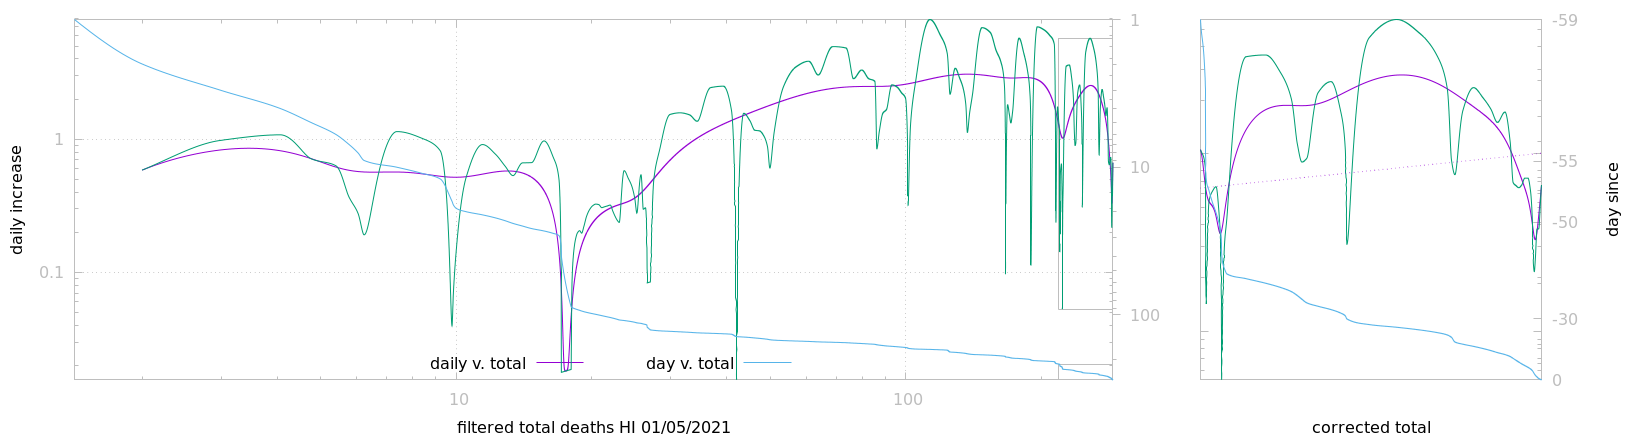 1
-59
1
10
-55
daily increase
day since
-50
0.1
100
-30
daily v. total
day v. total
0
10
100
filtered total deaths HI 01/05/2021
corrected total